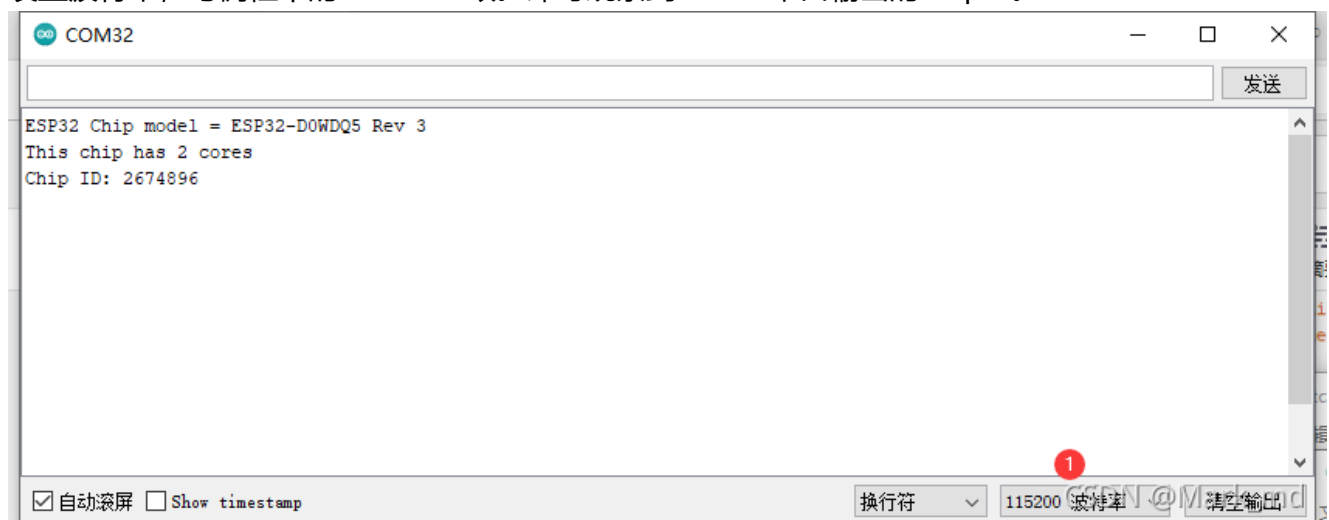 COM32
发送
ESP32 Chip model = ESP32-D0WDQ5 Rev 3
This chip has 2 cores
Chip ID: 2674896
1
自动滚屏 Show timestamp 换行符 115200 波特率 清空输出